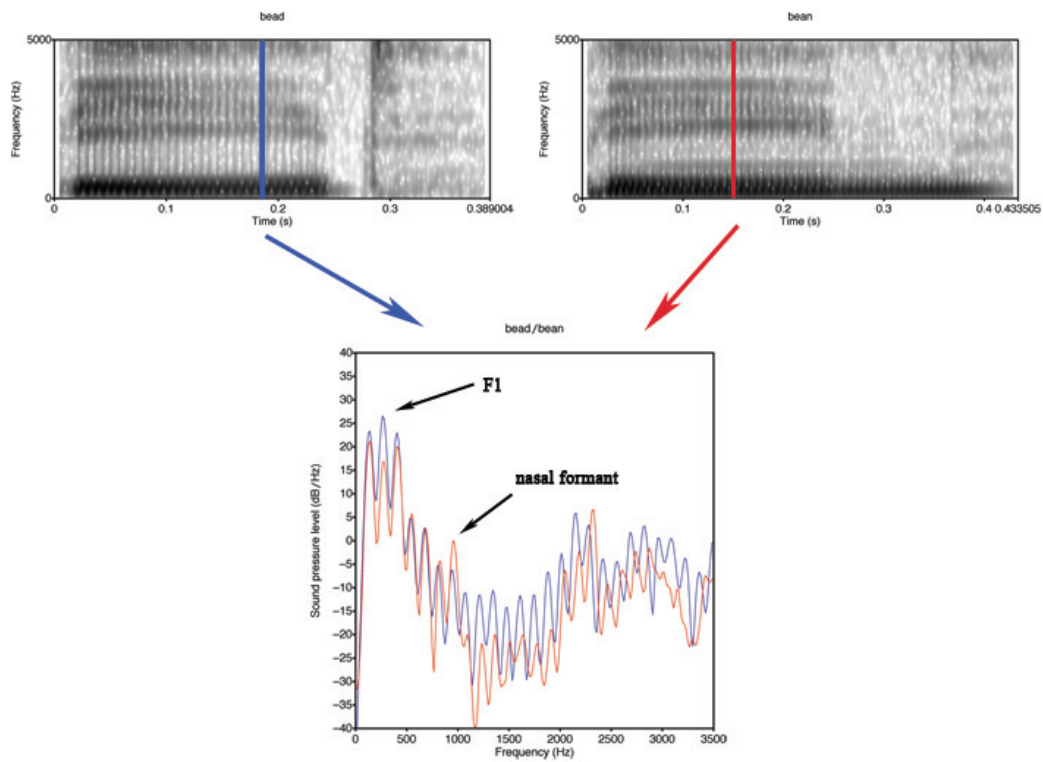 bead
5000
Frequency (Hz)
0
0 0.1 0.2 0.3 0.389004
Time (s)
bean
5000
Frequency (Hz)
0
0 0.1 0.2 0.3 0.4 0.433505
Time (s)
bead/bean
40
35
30
25
20
15
10
5
0
−5
−10
−15
−20
−25
−30
−35
−40
Sound pressure level (dB/Hz)
F1
nasal formant
0 500 1000 1500 2000 2500 3000 3500
Frequency (Hz)